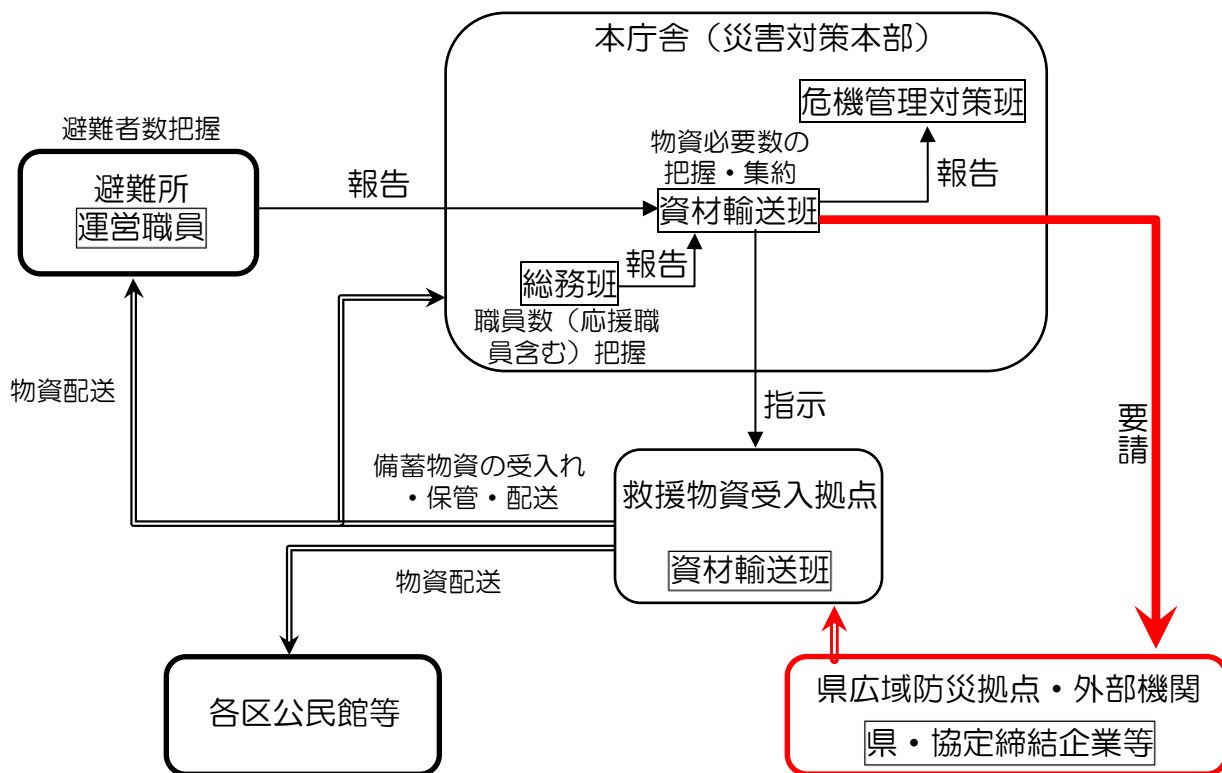 本庁舎（災害対策本部）
危機管理対策班
避難者数把握
物資必要数の
把握・集約
避難所
報告
報告
運営職員
資材輸送班
総務班
報告
職員数（応援職
員含む）把握
物資配送
指示
要請
備蓄物資の受入れ
・保管・配送
救援物資受入拠点
資材輸送班
物資配送
各区公民館等
県広域防災拠点・外部機関
県・協定締結企業等